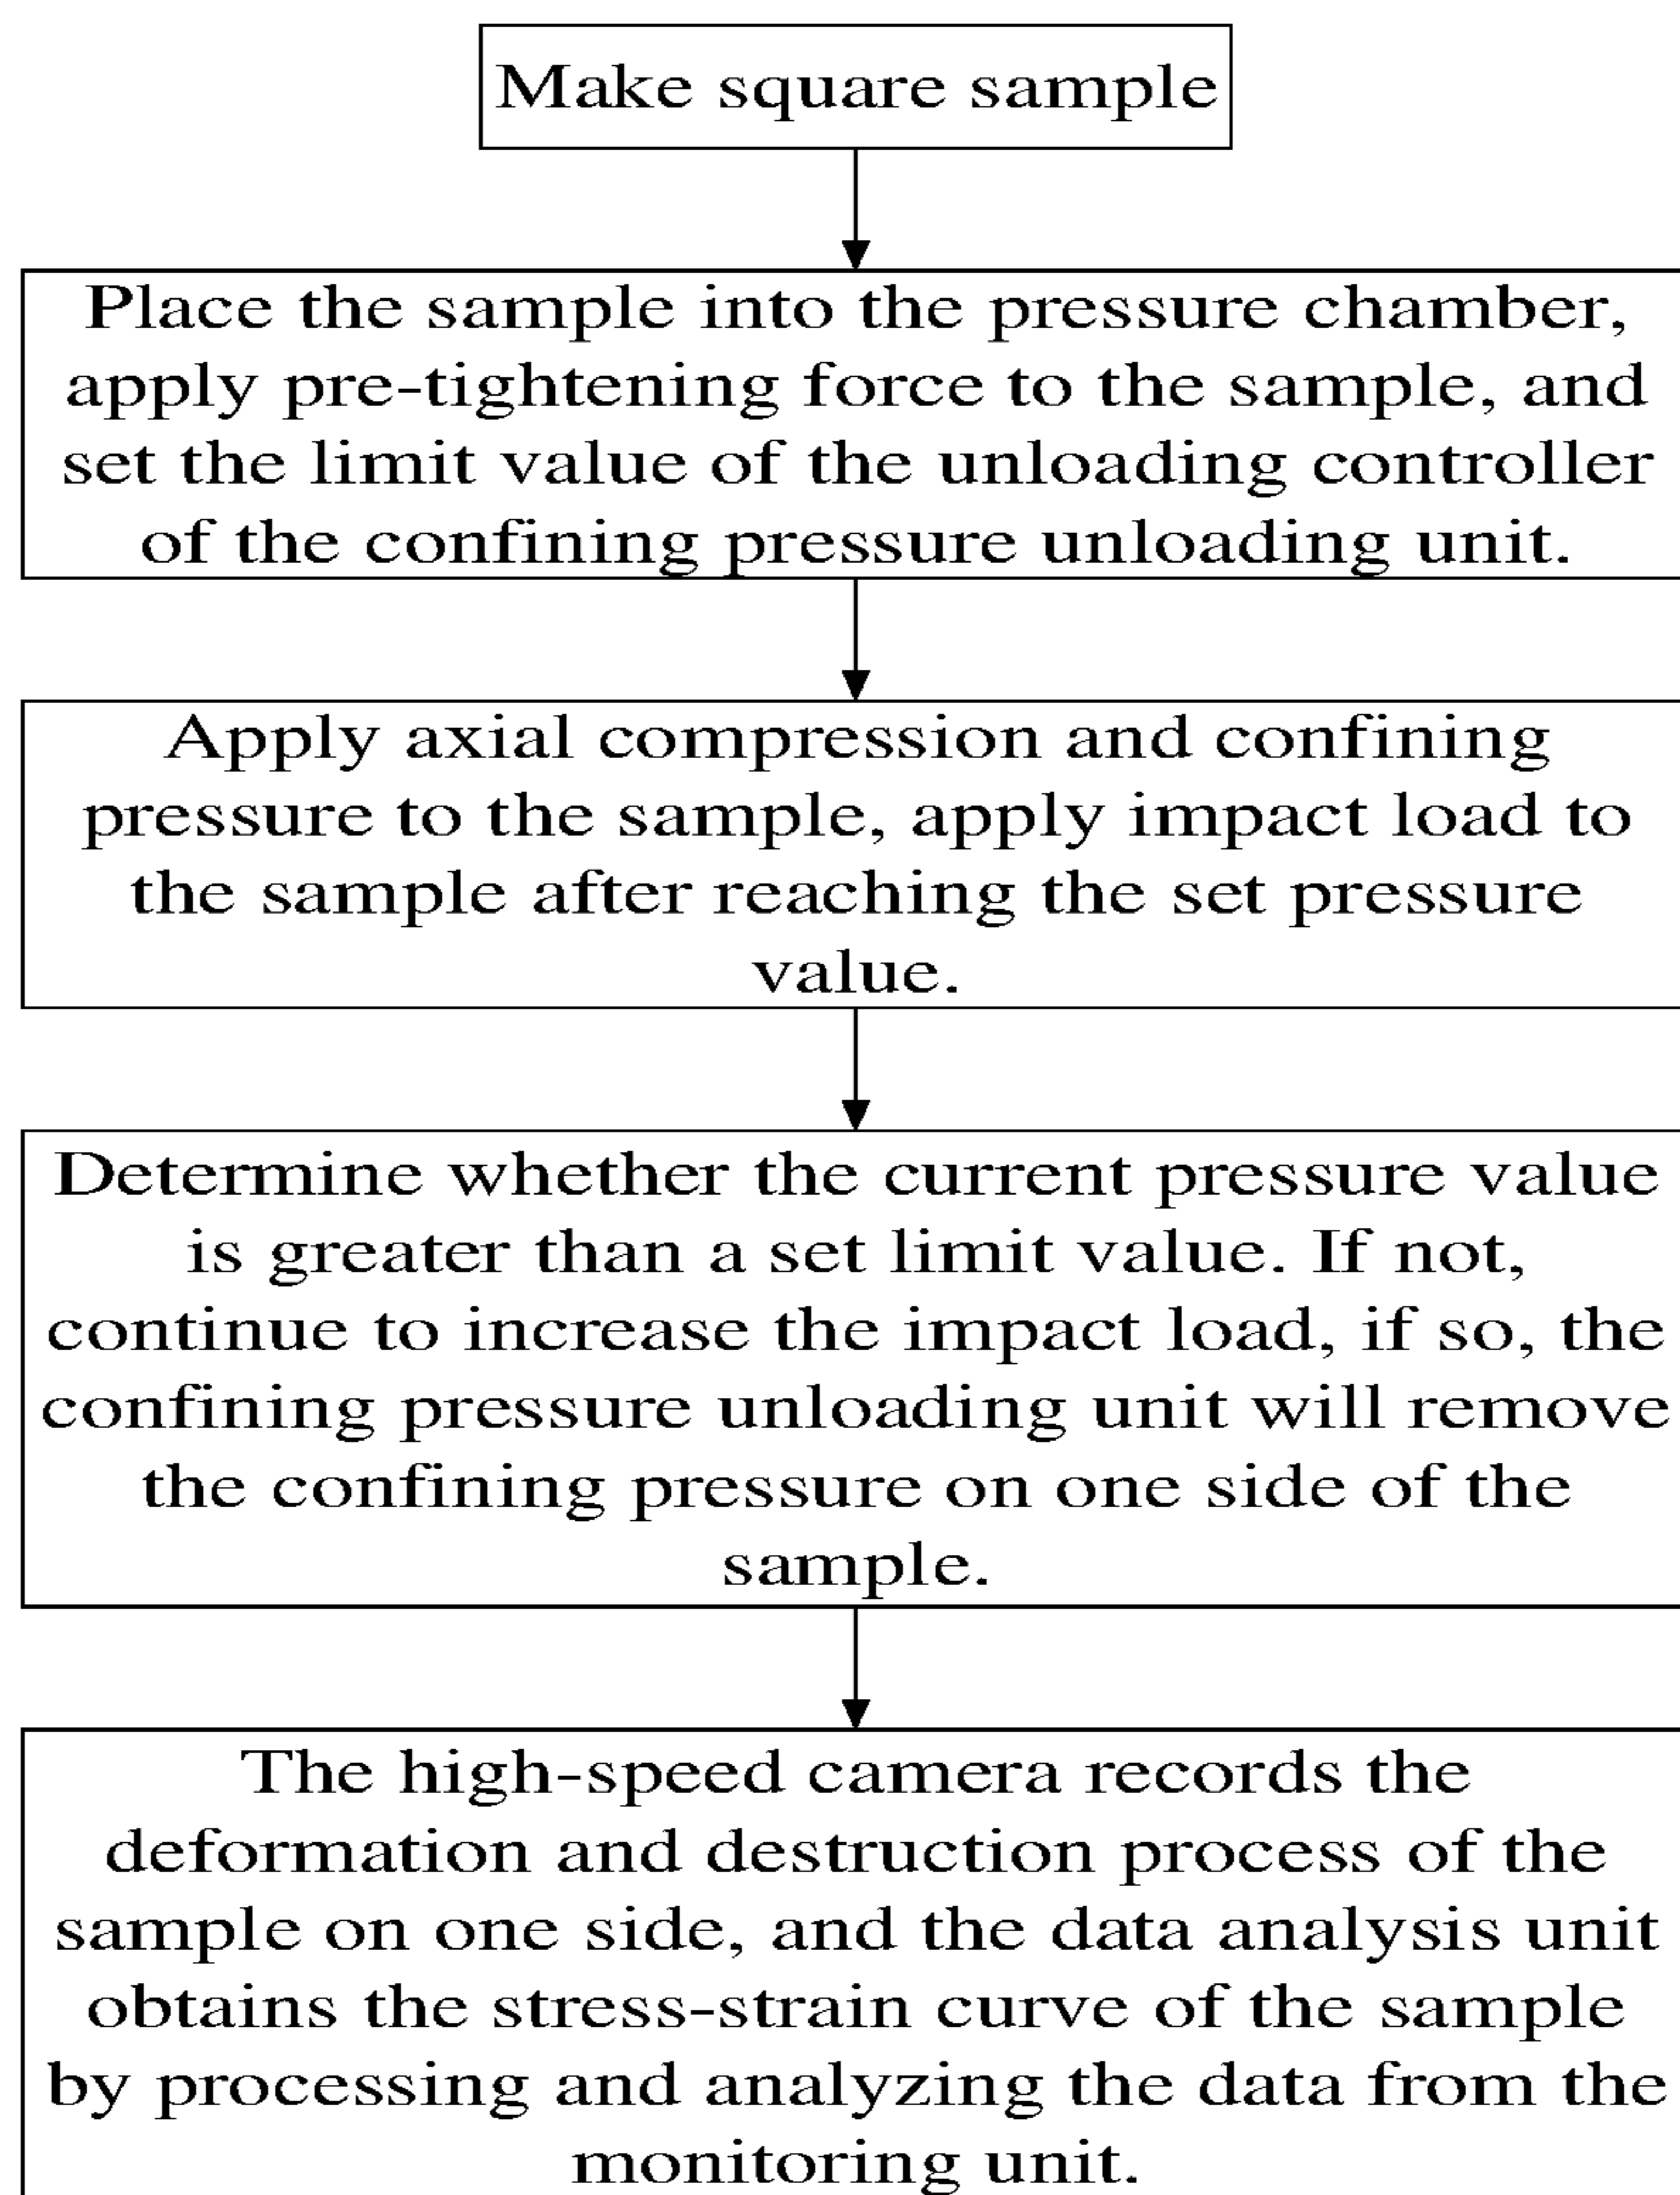 Make square sample
Place the sample into the pressure chamber,
apply pre-tightening force to the sample, and
set the limit value of the unloading controller
of the confining pressure unloading unit.
Apply axial compression and confining
pressure to the sample, apply impact load to
the sample after reaching the set pressure
value.
Determine whether the current pressure value
is greater than a set limit value. If not,
continue to increase the impact load, if so, the
confining pressure unloading unit will remove
the confining pressure on one side of the
sample.
The high-speed camera records the
deformation and destruction process of the
sample on one side, and the data analysis unit
obtains the stress-strain curve of the sample
by processing and analyzing the data from the
monitoring unit.